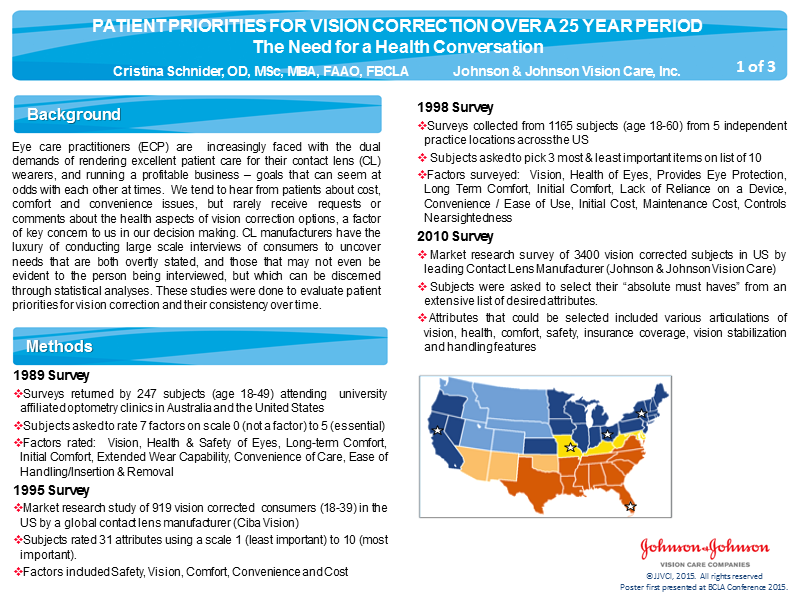 PATIENT PRIORITIES FOR VISION CORRECTION OVER A 25 YEAR PERIOD
The Need for a Health Conversation
Cristina Schnider, OD, MSc, MBA, FAAO, FBCLA Johnson & Johnson Vision Care, Inc.
1 of 3
Background
Eye care practitioners (ECP) are increasingly faced with the dual
demands of rendering excellent patient care for their contact lens (CL)
wearers, and running a profitable business – goals that can seem at
odds with each other at times. We tend to hear from patients about cost,
comfort and convenience issues, but rarely receive requests or
comments about the health aspects of vision correction options, a factor
of key concern to us in our decision making. CL manufacturers have the
luxury of conducting large scale interviews of consumers to uncover
needs that are both overtly stated, and those that may not even be
evident to the person being interviewed, but which can be discerned
through statistical analyses. These studies were done to evaluate patient
priorities for vision correction and their consistency over time.
Methods
1989 Survey
❖Surveys returned by 247 subjects (age 18-49) attending university
affiliated optometry clinics in Australia and the United States
❖Subjects asked to rate 7 factors on scale 0 (not a factor) to 5 (essential)
❖Factors rated: Vision, Health & Safety of Eyes, Long-term Comfort,
Initial Comfort, Extended Wear Capability, Convenience of Care, Ease of
Handling/Insertion & Removal
1995 Survey
❖Market research study of 919 vision corrected consumers (18-39) in the
US by a global contact lens manufacturer (Ciba Vision)
❖Subjects rated 31 attributes using a scale 1 (least important) to 10 (most
important).
❖Factors included Safety, Vision, Comfort, Convenience and Cost
1998 Survey
❖Surveys collected from 1165 subjects (age 18-60) from 5 independent
practice locations across the US
❖ Subjects asked to pick 3 most & least important items on list of 10
❖Factors surveyed: Vision, Health of Eyes, Provides Eye Protection,
Long Term Comfort, Initial Comfort, Lack of Reliance on a Device,
Convenience / Ease of Use, Initial Cost, Maintenance Cost, Controls
Nearsightedness
2010 Survey
❖ Market research survey of 3400 vision corrected subjects in US by
leading Contact Lens Manufacturer (Johnson & Johnson Vision Care)
❖ Subjects were asked to select their “absolute must haves” from an
extensive list of desired attributes.
❖Attributes that could be selected included various articulations of
vision, health, comfort, safety, insurance coverage, vision stabilization
and handling features
Johnson & Johnson
VISION CARE COMPANIES
©JJVCI, 2015. All rights reserved
Poster first presented at BCLA Conference 2015.